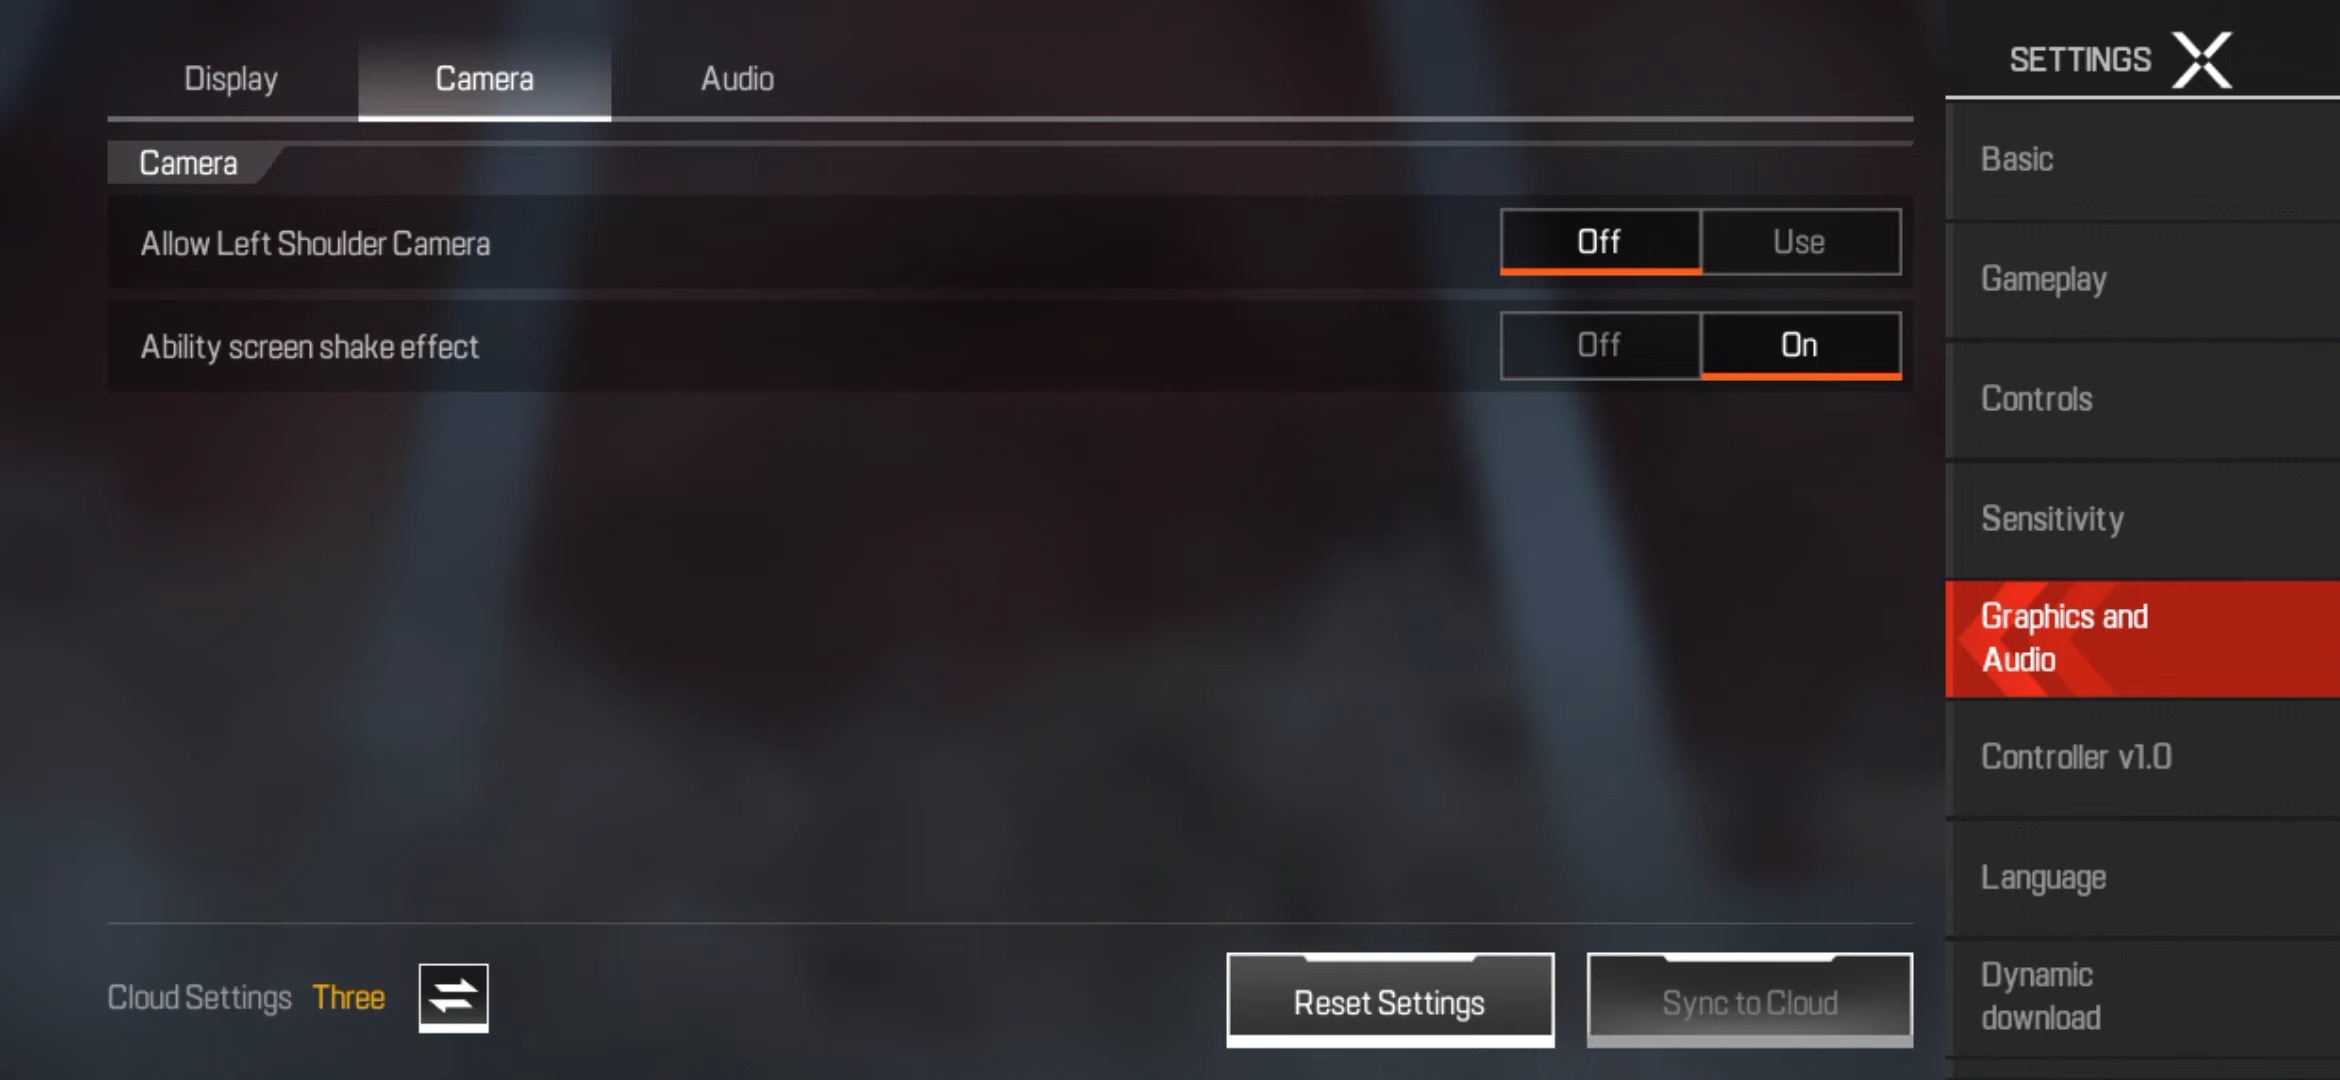 Display
Camera
Audio
Camera
Allow Left Shoulder Camera
Off
Use
Ability screen shake effect
Off
On
Cloud Settings Three
Reset Settings
Sync to Cloud
SETTINGS
Basic
Gameplay
Controls
Sensitivity
Graphics and
Audio
Controller v1.0
Language
Dynamic
download